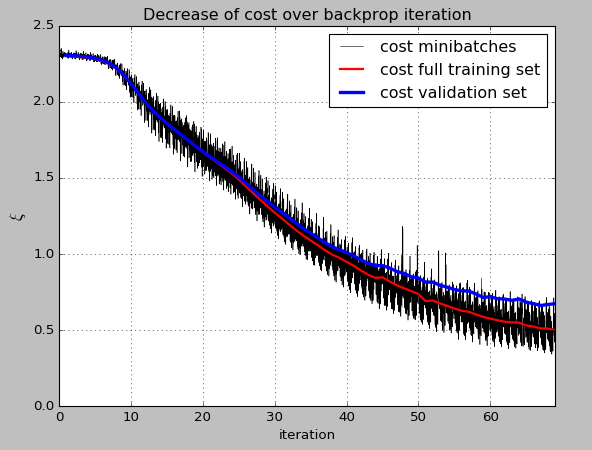 Decrease of cost over backprop iteration
cost minibatches
cost full training set
cost validation set
2.5
2.0
1.5
1.0
0.5
0.0
ξ
0 10 20 30 40 50 60
iteration